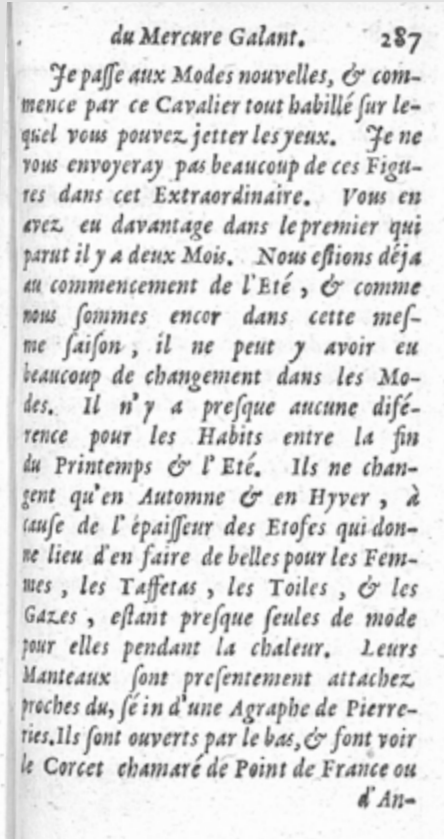 du Mercure Galant. 287
Je paſſe aux Modes nouvelles, & com-
mence par ce Cavalier tout habillé ſur le-
quel vous pouvez jetter les yeux. Je ne
vous envoyeray pas beaucoup de ces Figu-
res dans cet Extraordinaire. Vous en
avez eu davantage dans le premier qui
parut il y a deux Mois. Nous eſtions déja
au commencement de l'Eté, & comme
nous ſommes encor dans cette meſ-
me ſaiſon, il ne peut y avoir eu
beaucoup de changement dans les Mo-
des. Il n'y a preſque aucune difé-
rence pour les Habits entre la fin
du Printemps & l'Eté. Ils ne chan-
gent qu'en Automne & en Hyver, à
cauſe de l'épaiſſeur des Etofes qui don-
ne lieu d'en faire de belles pour les Fem-
mes, les Taffetas, les Toiles, & les
Gazes, eſtant preſque ſeules de mode
pour elles pendant la chaleur. Leurs
Manteaux ſont preſentement attachez
proches du, ſé in d'une Agraphe de Pierre-
ries. Ils ſont ouverts par le bas, & font voir
le Corcet chamaré de Point de France ou
d'An-